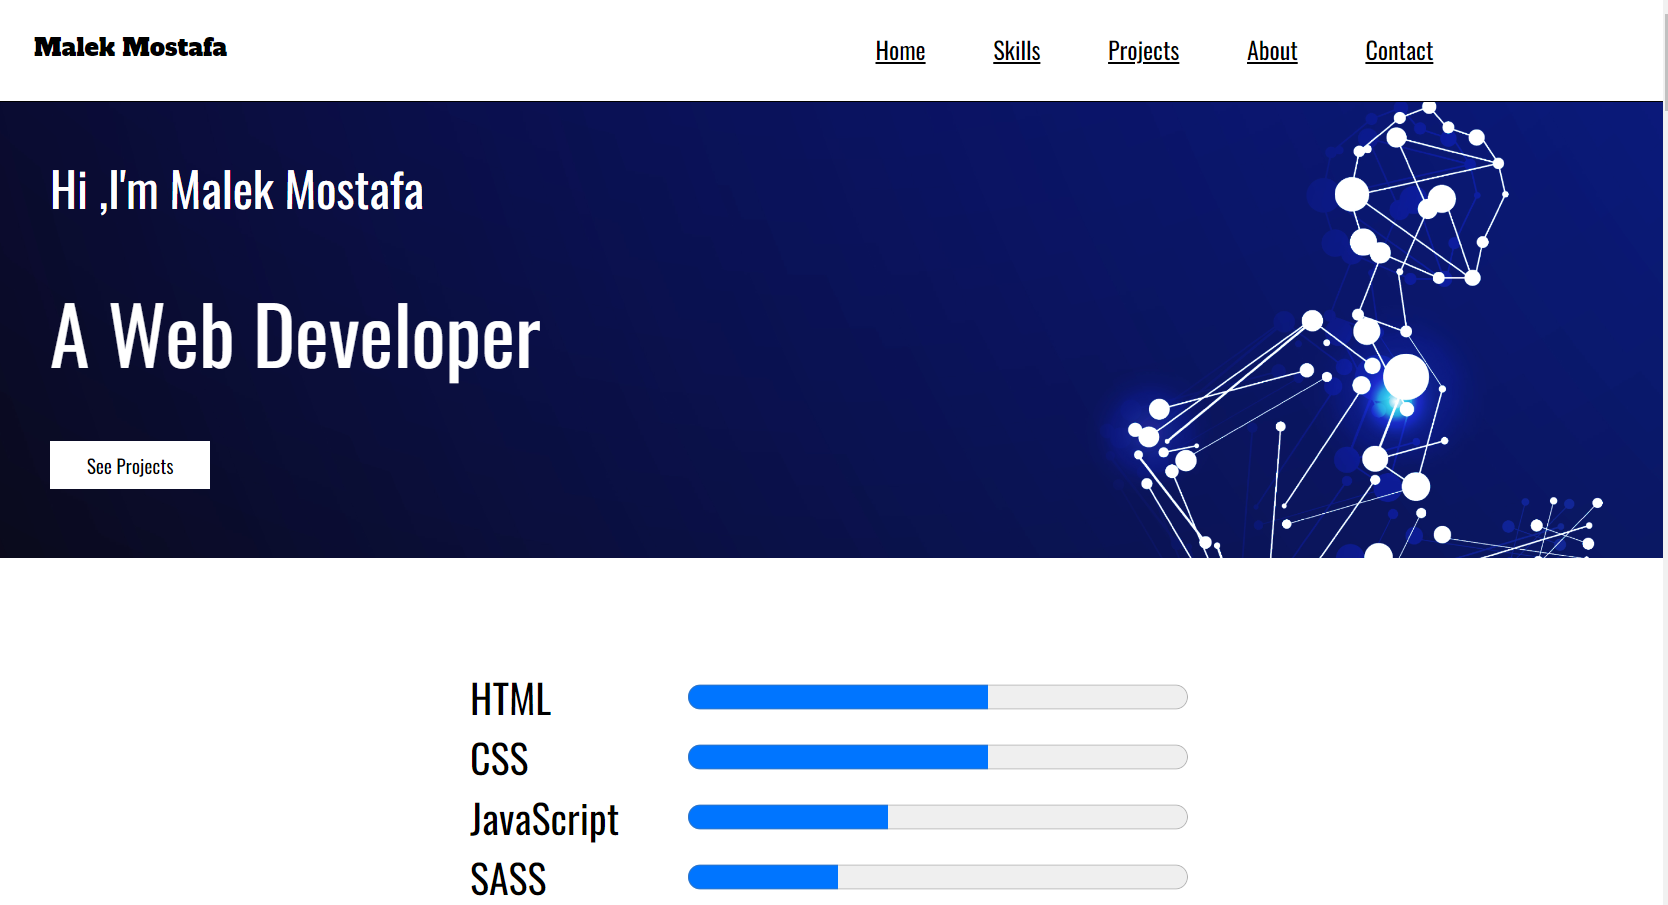 Malek Mostafa
Home Skills Projects About Contact
Hi ,I'm Malek Mostafa
A Web Developer
See Projects
HTML
CSS
JavaScript
SASS